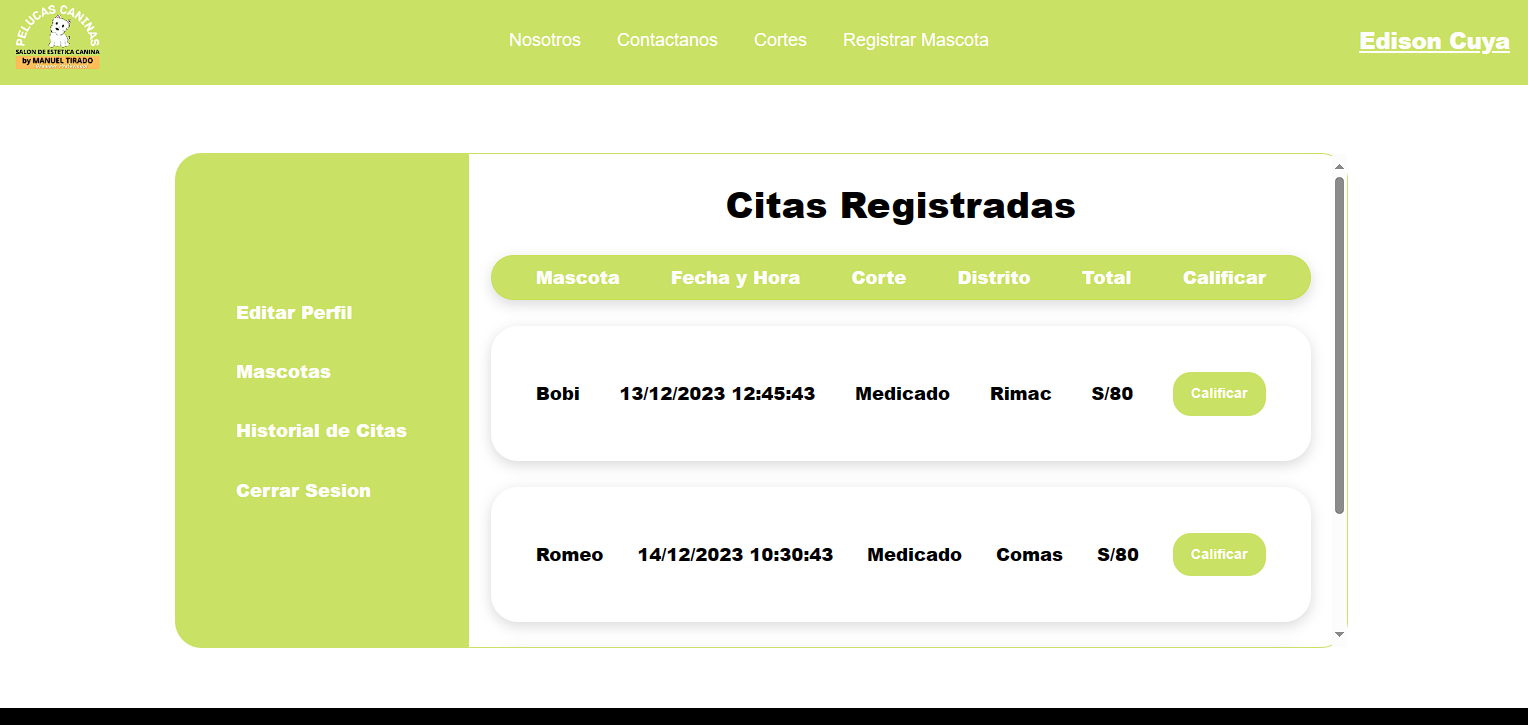 PELUCAS CANINAS
SALON DE ESTETICA CANINA
by MANUEL TIRADO
Nosotros Contactanos Cortes Registrar Mascota
Edison Cuya
Editar Perfil
Mascotas
Historial de Citas
Cerrar Sesion
Citas Registradas
Mascota Fecha y Hora Corte Distrito Total Calificar
Bobi 13/12/2023 12:45:43 Medicado Rimac S/80 Calificar
Romeo 14/12/2023 10:30:43 Medicado Comas S/80 Calificar